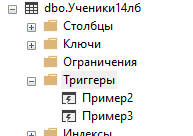 dbo.Ученики14лб
Столбцы
Ключи
Ограничения
Триггеры
Пример2
Пример3
Индексы